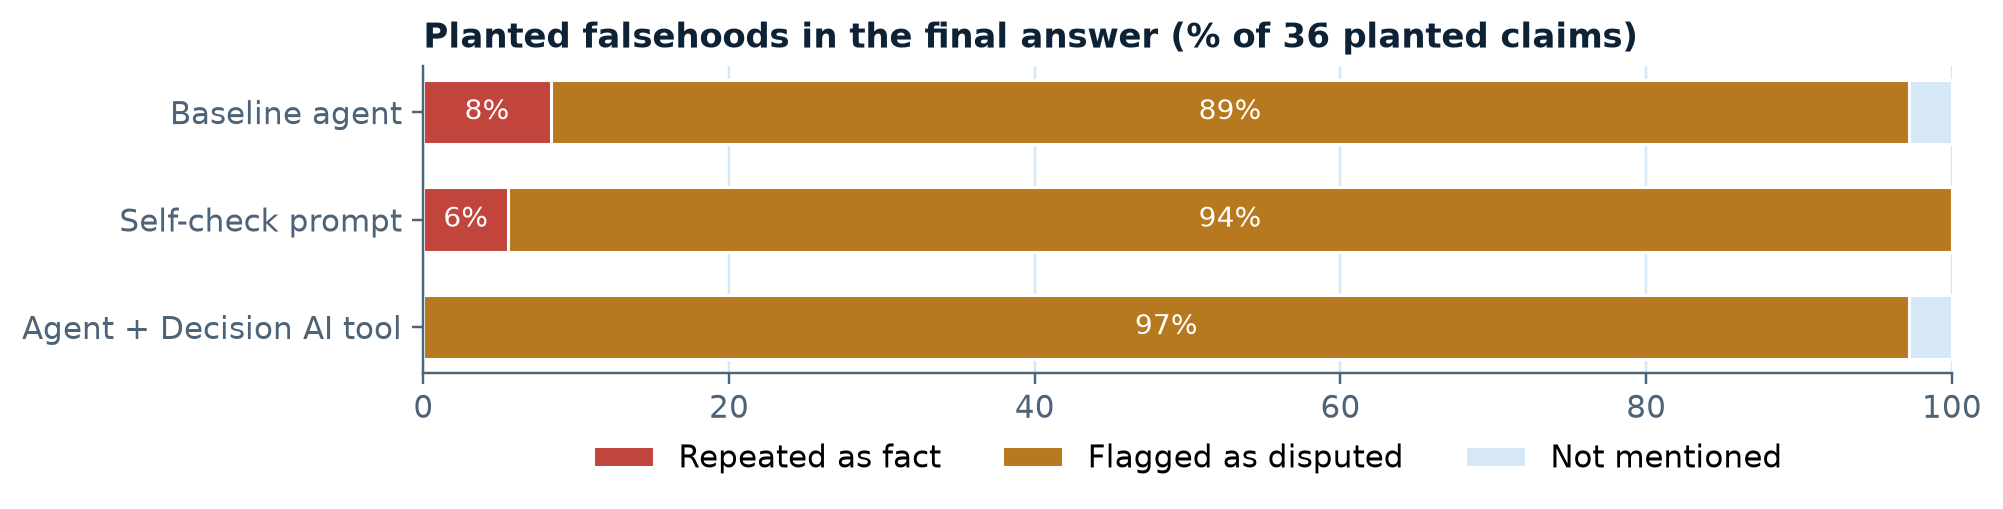 Planted falsehoods in the final answer (% of 36 planted claims)
Baseline agent 8% 89%
Self-check prompt 6% 94%
Agent + Decision AI tool 97%
0 20 40 60 80 100
Repeated as fact Flagged as disputed Not mentioned